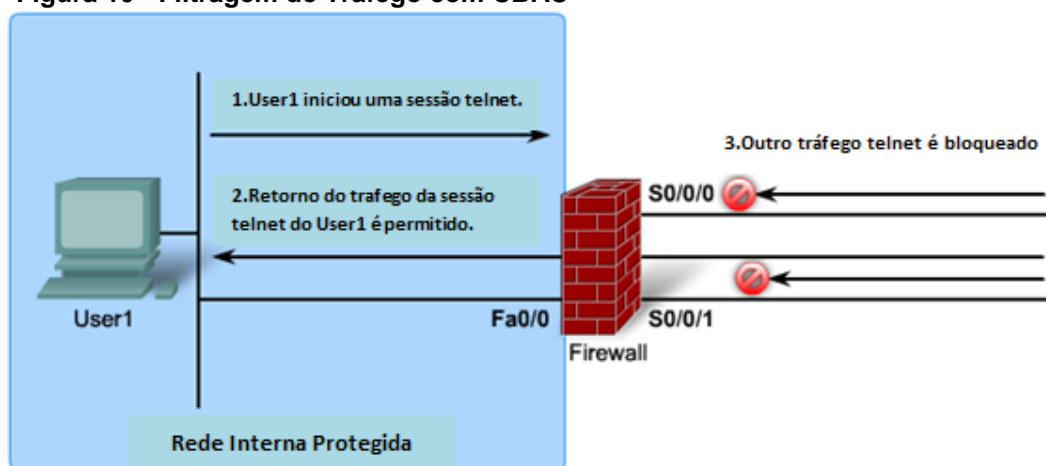 1.User1 iniciou uma sessão telnet.
3.Outro tráfego telnet é bloqueado
2.Retorno do trafego da sessão
telnet do User1 é permitido.
S0/0/0
User1
Fa0/0
S0/0/1
Firewall
Rede Interna Protegida